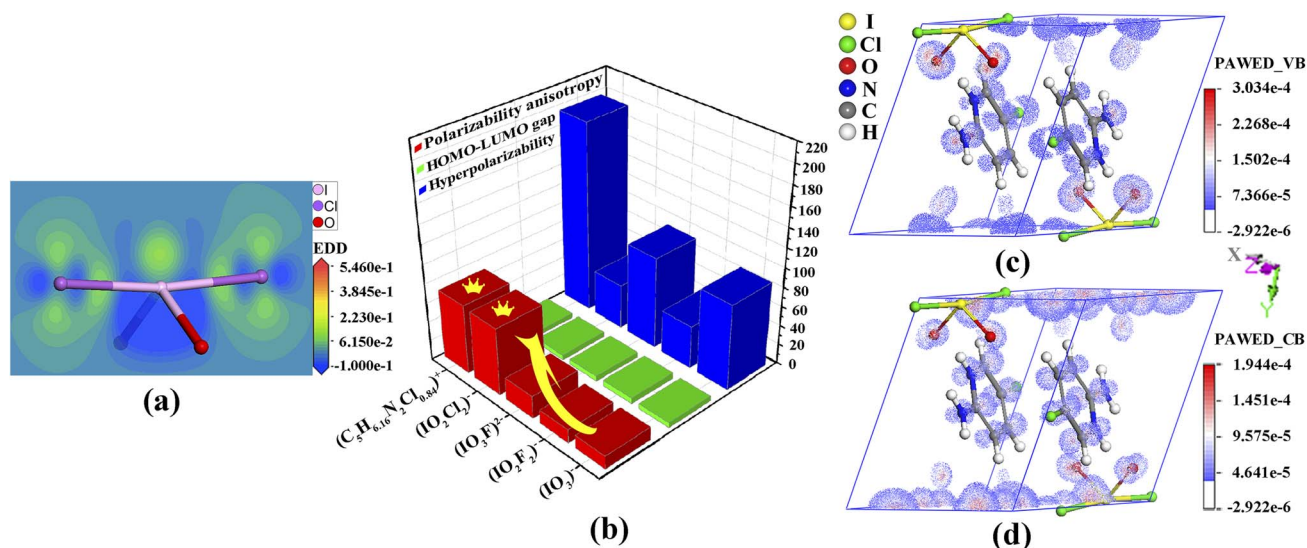 I
Cl
O
EDD
5.460e-1
3.845e-1
2.230e-1
6.150e-2
-1.000e-1
(a)
Polarizability anisotropy
HOMO-LUMO gap
Hyperpolarizability
220
200
180
160
140
120
100
80
60
40
20
0
(C5H6.16N2Cl0.84)+
(IO2Cl2)-
(IO3F)2-
(IO2F2)-
(IO3)-
(b)
I
Cl
O
N
C
H
PAWED_VB
3.034e-4
2.268e-4
1.502e-4
7.366e-5
-2.922e-6
(c)
X
Z
Y
PAWED_CB
1.944e-4
1.451e-4
9.575e-5
4.641e-5
-2.922e-6
(d)